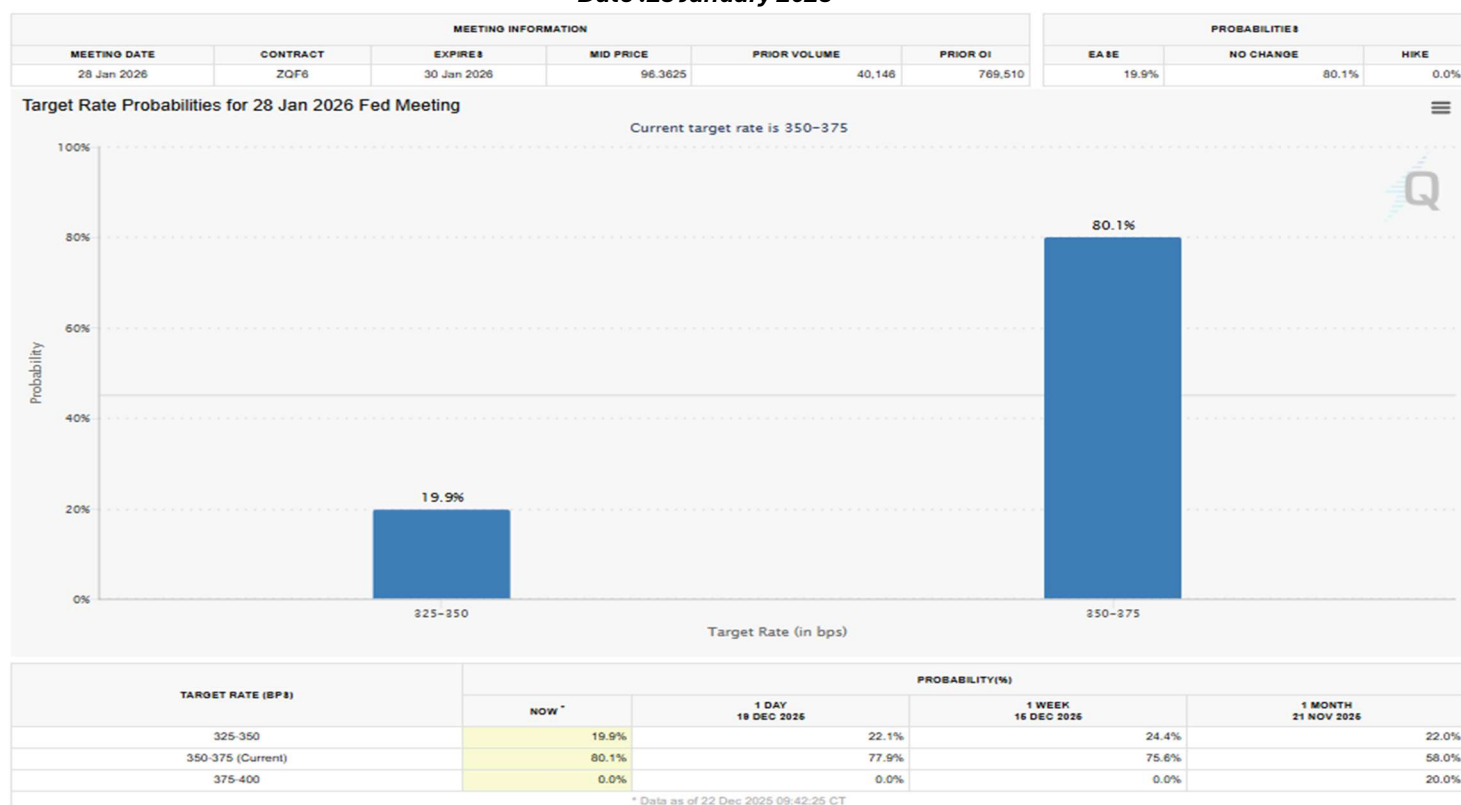 Date January
MEETING INFORMATION
MEETING DATE CONTRACT EXPIRES MID PRICE PRIOR VOLUME PRIOR OI
28 Jan 2026 ZQF6 30 Jan 2026 96.3625 40,146 769,510
PROBABILITIES
EASE NO CHANGE HIKE
19.9% 80.1% 0.0%
Target Rate Probabilities for 28 Jan 2026 Fed Meeting
Current target rate is 350-375
Q
100%
80%
60%
40%
20%
0%
Probability
19.9%
80.1%
325-350 350-375
Target Rate (in bps)
TARGET RATE (BPS) PROBABILITY(%)
NOW * 1 DAY 1 WEEK 1 MONTH
19 DEC 2025 15 DEC 2025 21 NOV 2025
325-350 19.9% 22.1% 24.4% 22.0%
350-375 (Current) 80.1% 77.9% 75.6% 58.0%
375-400 0.0% 0.0% 0.0% 20.0%
* Data as of 22 Dec 2025 09:42:25 CT